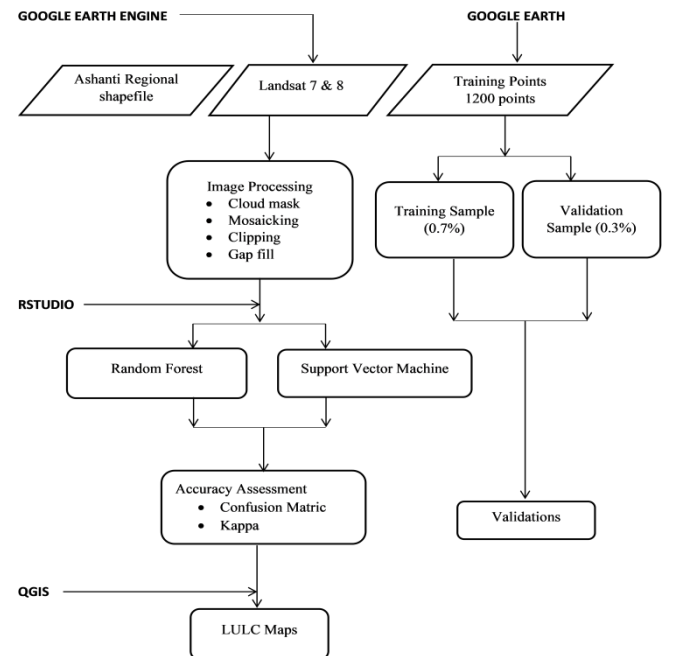 GOOGLE EARTH ENGINE
GOOGLE EARTH
Ashanti Regional
shapefile
Landsat 7 & 8
Training Points
1200 points
Image Processing
• Cloud mask
• Mosaicking
• Clipping
• Gap fill
Training Sample
(0.7%)
Validation
Sample (0.3%)
RSTUDIO
Random Forest
Support Vector Machine
Accuracy Assessment
• Confusion Matric
• Kappa
Validations
QGIS
LULC Maps